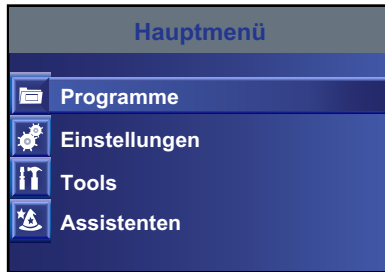 Hauptmenü
Programme
Einstellungen
Tools
Assistenten